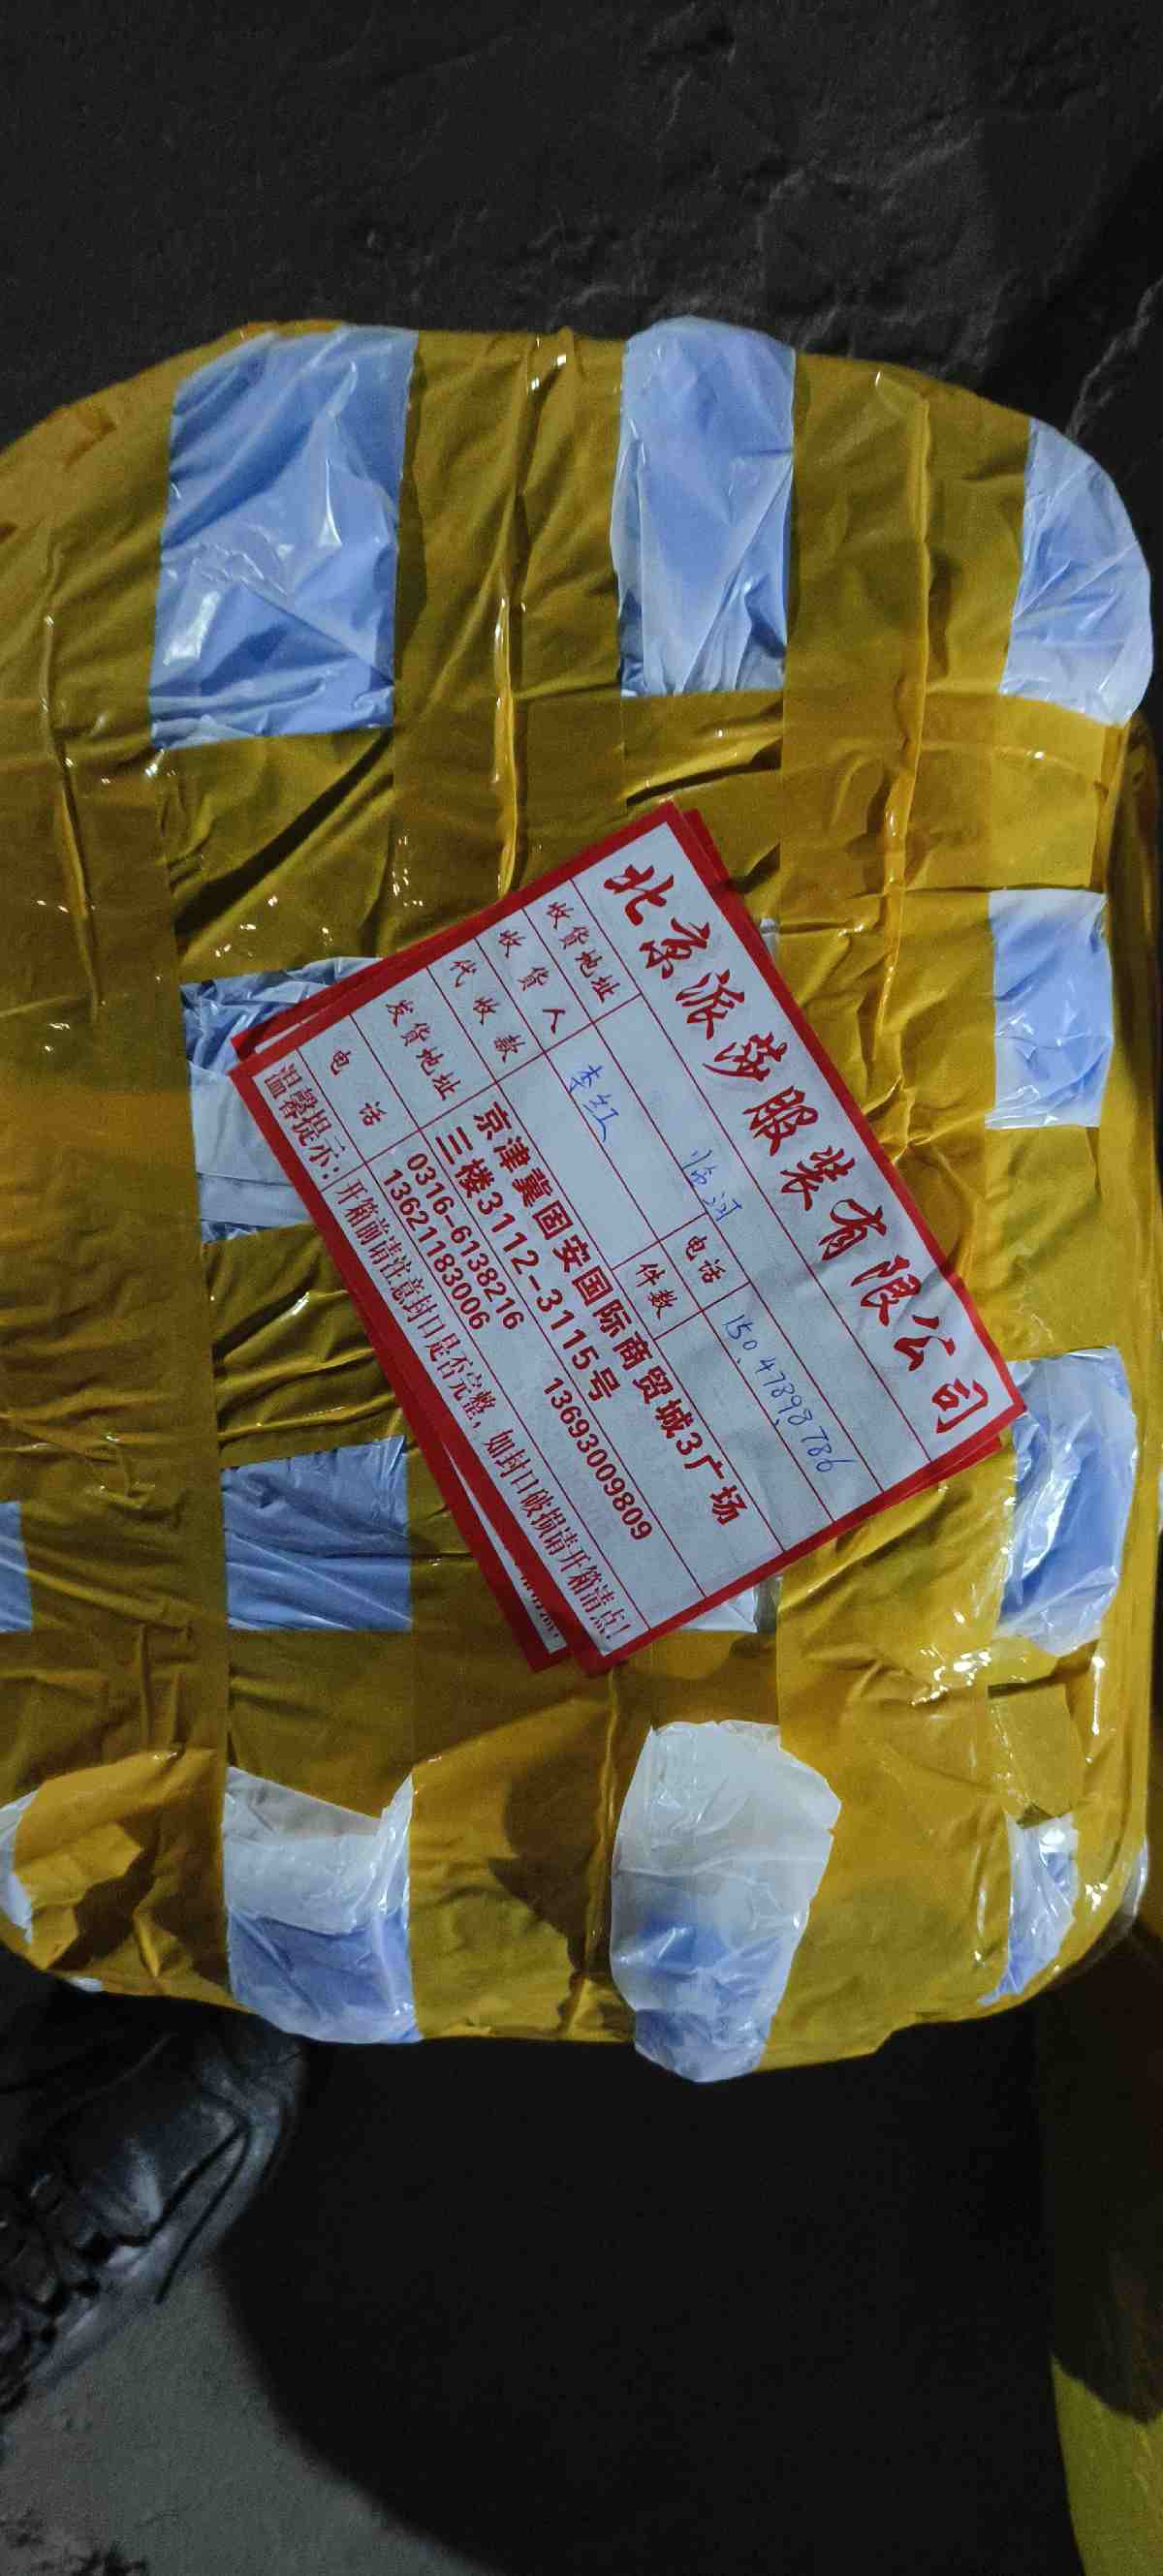 北京派莎服装有限公司
收货地址 临河 电话 15047898786
收货人 李红 件数
代收款
发货地址 京津冀固安国际商贸城3广场
三楼3112-3115号
电话 0316-6138216 13693009809
13621183006
温馨提示：开箱前请注意封口是否完整，如封口破损请开箱清点！